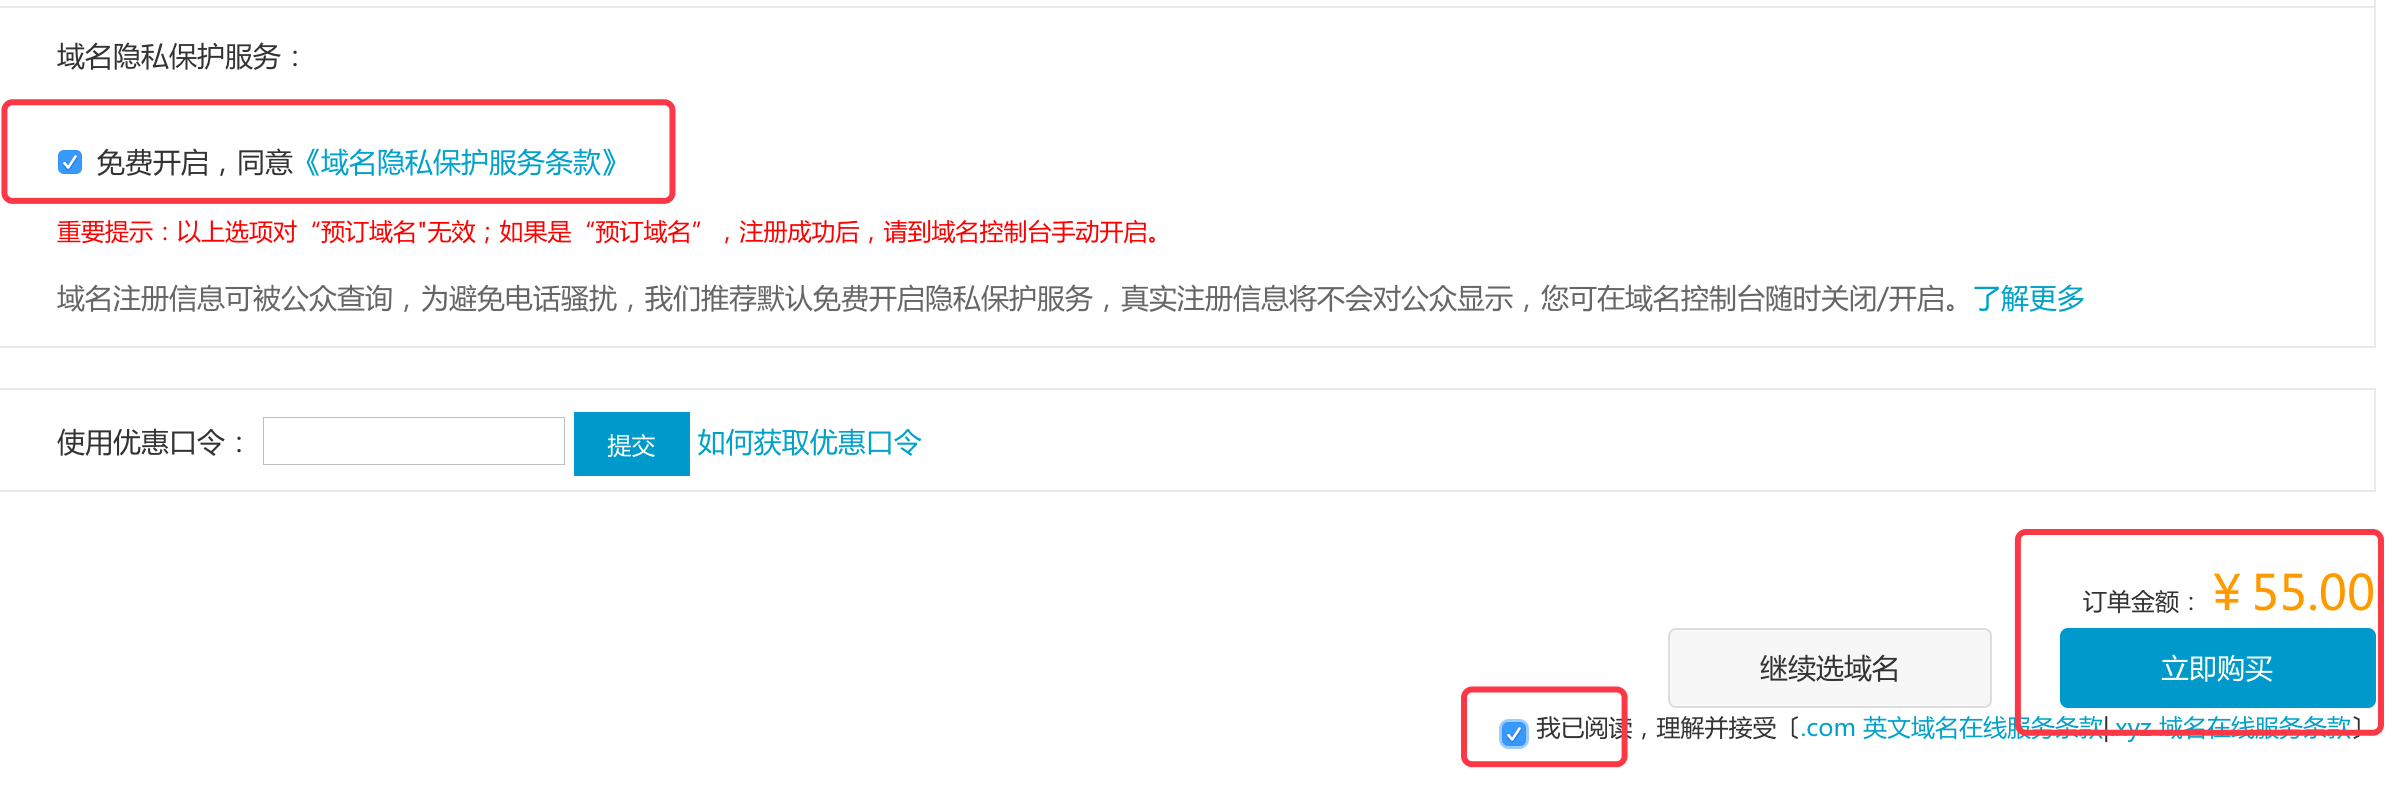 域名隐私保护服务：
免费开启，同意《域名隐私保护服务条款》
重要提示：以上选项对“预订域名"无效；如果是“预订域名”，注册成功后，请到域名控制台手动开启。
域名注册信息可被公众查询，为避免电话骚扰，我们推荐默认免费开启隐私保护服务，真实注册信息将不会对公众显示，您可在域名控制台随时关闭/开启。了解更多
使用优惠口令： 提交 如何获取优惠口令
订单金额： ¥ 55.00
继续选域名 立即购买
我已阅读，理解并接受〔.com 英文域名在线服务条款|.xyz 域名在线服务条款〕